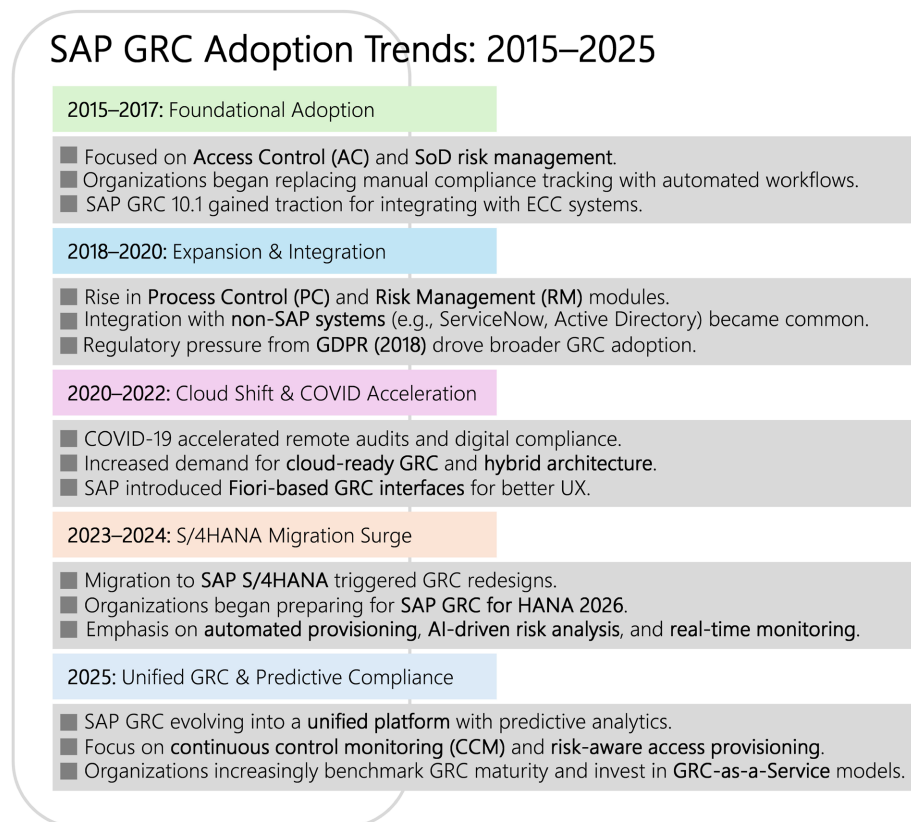 SAP GRC Adoption Trends: 2015–2025
2015–2017: Foundational Adoption
Focused on Access Control (AC) and SoD risk management.
Organizations began replacing manual compliance tracking with automated workflows.
SAP GRC 10.1 gained traction for integrating with ECC systems.
2018–2020: Expansion & Integration
Rise in Process Control (PC) and Risk Management (RM) modules.
Integration with non-SAP systems (e.g., ServiceNow, Active Directory) became common.
Regulatory pressure from GDPR (2018) drove broader GRC adoption.
2020–2022: Cloud Shift & COVID Acceleration
COVID-19 accelerated remote audits and digital compliance.
Increased demand for cloud-ready GRC and hybrid architecture.
SAP introduced Fiori-based GRC interfaces for better UX.
2023–2024: S/4HANA Migration Surge
Migration to SAP S/4HANA triggered GRC redesigns.
Organizations began preparing for SAP GRC for HANA 2026.
Emphasis on automated provisioning, AI-driven risk analysis, and real-time monitoring.
2025: Unified GRC & Predictive Compliance
SAP GRC evolving into a unified platform with predictive analytics.
Focus on continuous control monitoring (CCM) and risk-aware access provisioning.
Organizations increasingly benchmark GRC maturity and invest in GRC-as-a-Service models.